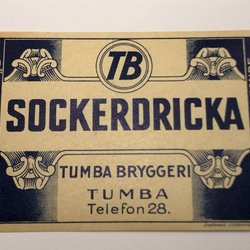 TB
SOCKERDRICKA
TUMBA BRYGGERI
TUMBA
Telefon 28.